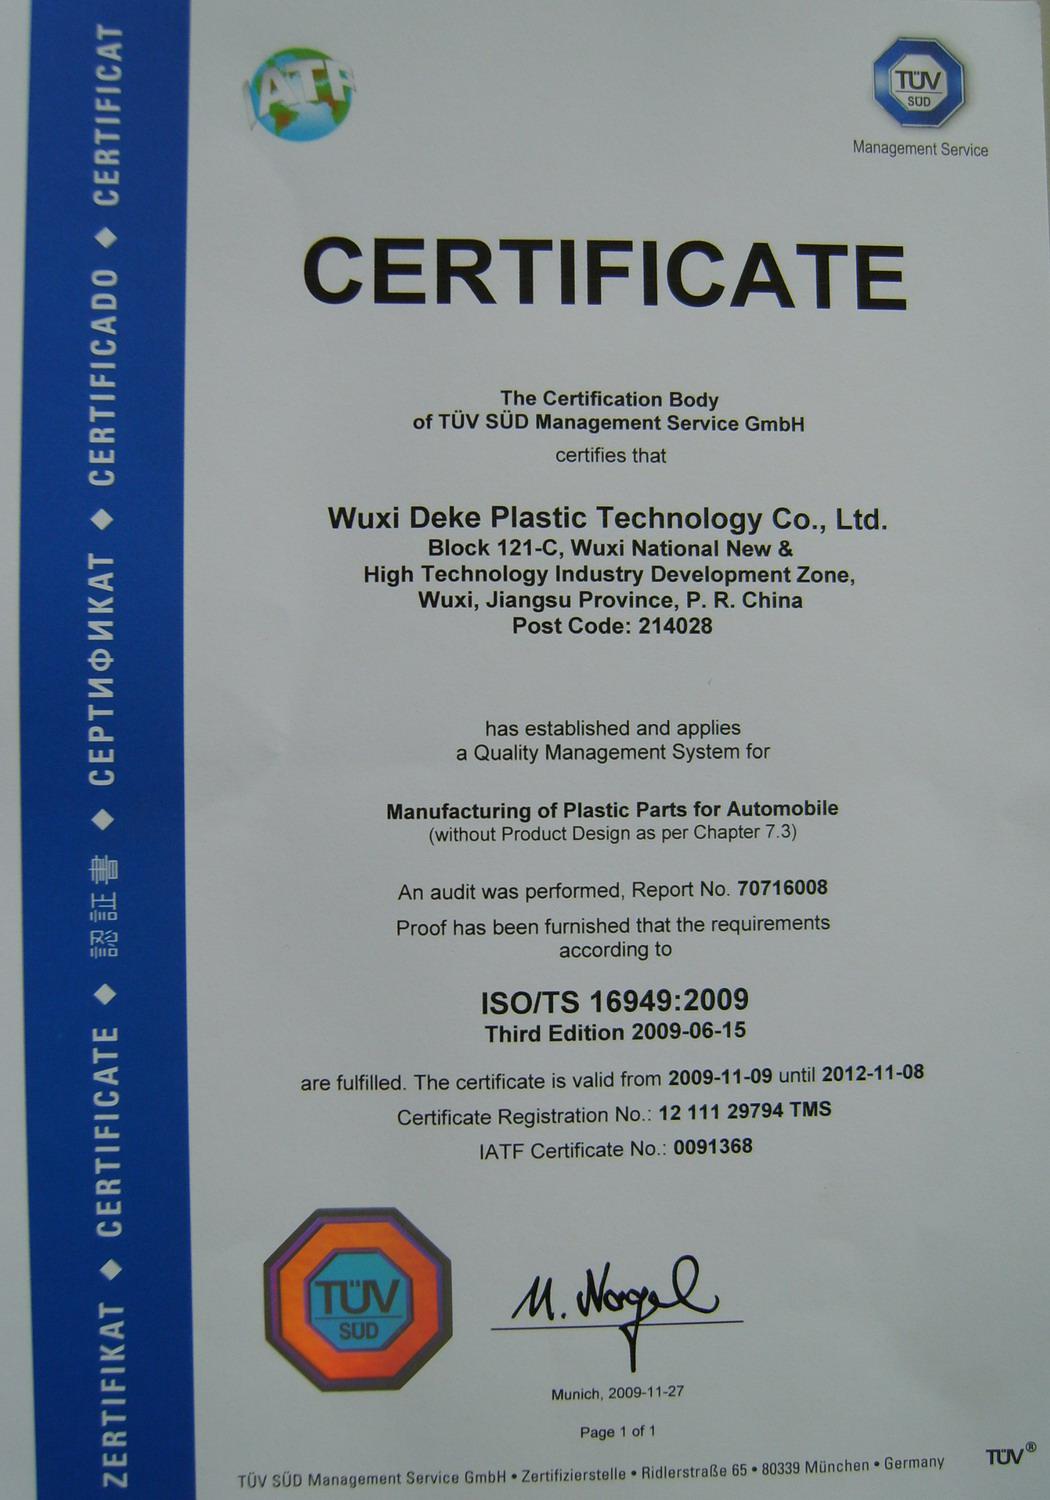 IATF
TÜV
SÜD
Management Service
CERTIFICATE
The Certification Body
of TÜV SÜD Management Service GmbH
certifies that
Wuxi Deke Plastic Technology Co., Ltd.
Block 121-C, Wuxi National New &
High Technology Industry Development Zone,
Wuxi, Jiangsu Province, P. R. China
Post Code: 214028
has established and applies
a Quality Management System for
Manufacturing of Plastic Parts for Automobile
(without Product Design as per Chapter 7.3)
An audit was performed, Report No. 70716008
Proof has been furnished that the requirements
according to
ISO/TS 16949:2009
Third Edition 2009-06-15
are fulfilled. The certificate is valid from 2009-11-09 until 2012-11-08
Certificate Registration No.: 12 111 29794 TMS
IATF Certificate No.: 0091368
TÜV
SÜD
M. Nagel
Munich, 2009-11-27
Page 1 of 1
TÜV SÜD Management Service GmbH • Zertifizierstelle • Ridlerstraße 65 • 80339 München • Germany
TÜV®
ZERTIFIKAT ◆ CERTIFICATE ◆ 認証書 ◆ СЕРТИФИКАТ ◆ CERTIFICADO ◆ CERTIFICAT